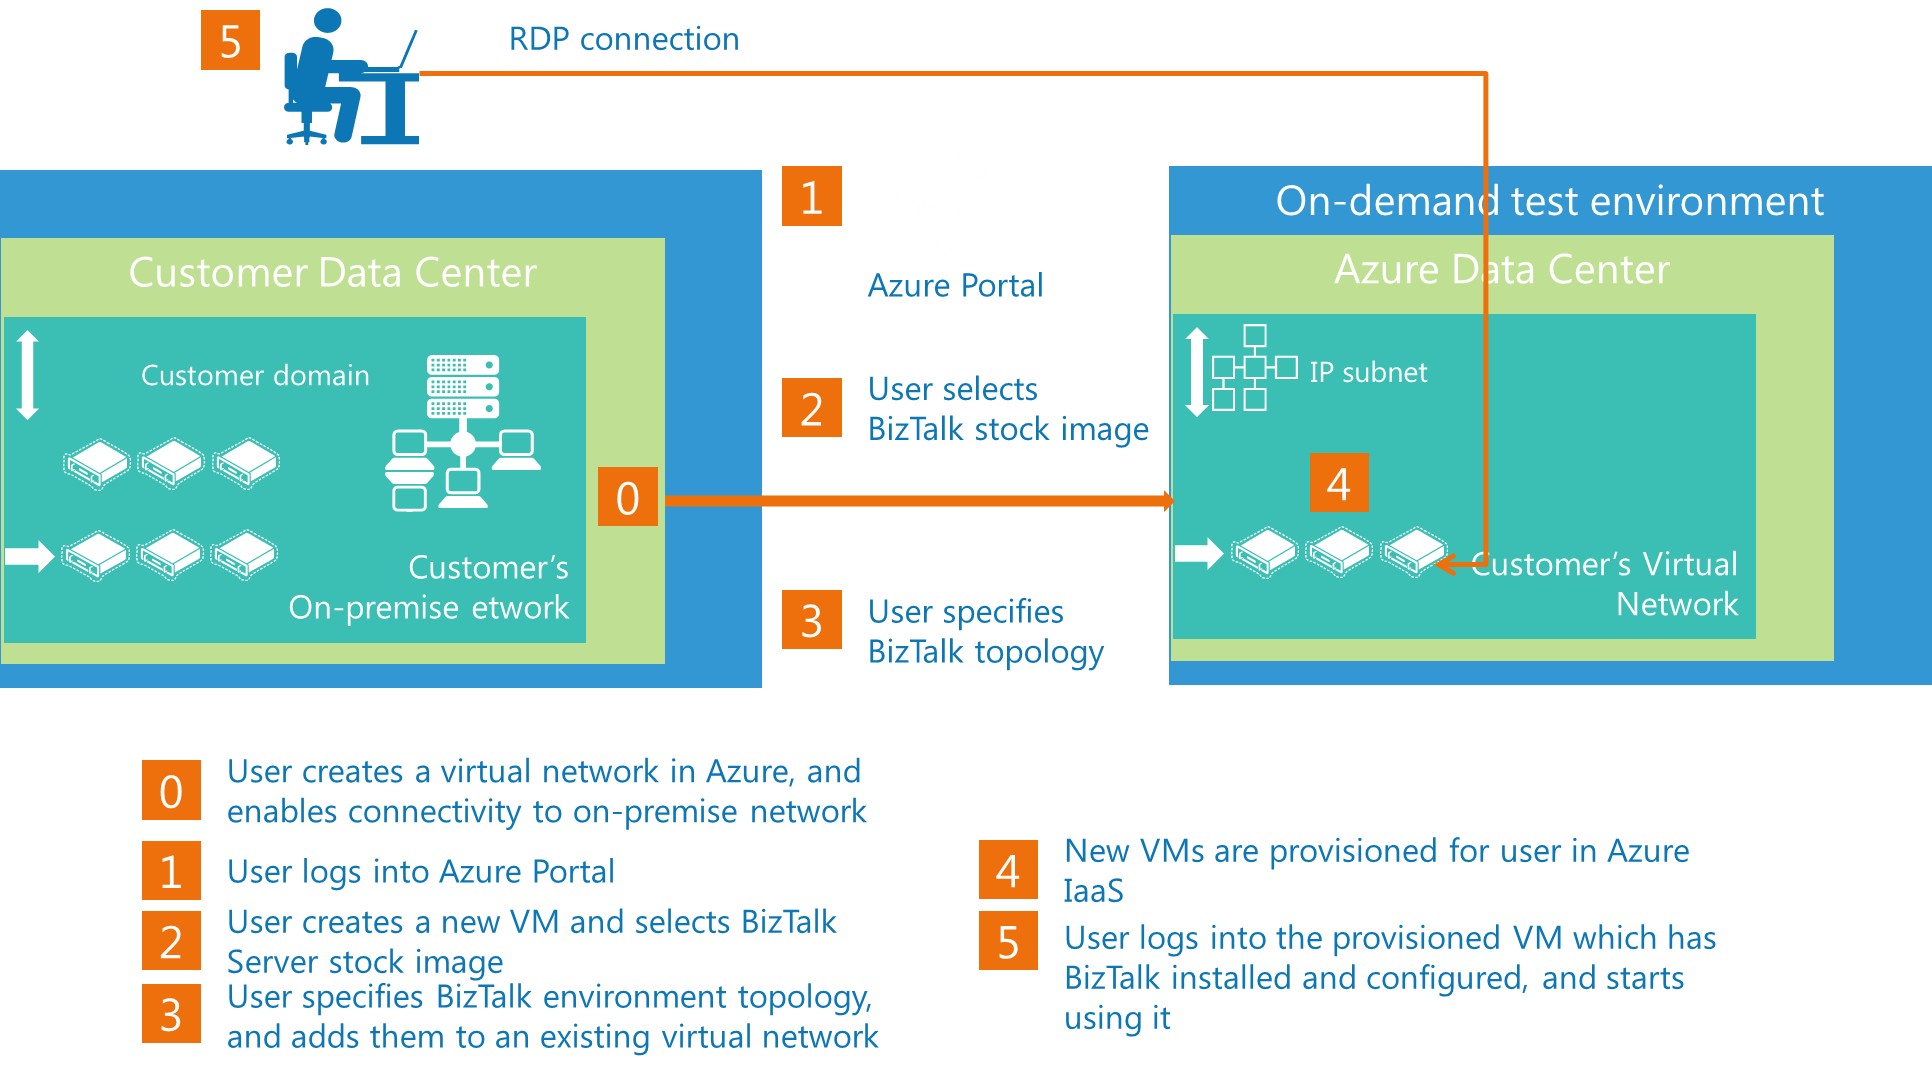 5
RDP connection
1
On-demand test environment
Customer Data Center
Azure Data Center
Azure Portal
Customer domain
IP subnet
2
User selects
BizTalk stock image
0
4
Customer's
On-premise etwork
Customer's Virtual
Network
3
User specifies
BizTalk topology
0
User creates a virtual network in Azure, and
enables connectivity to on-premise network
1
User logs into Azure Portal
2
User creates a new VM and selects BizTalk
Server stock image
3
User specifies BizTalk environment topology,
and adds them to an existing virtual network
4
New VMs are provisioned for user in Azure
IaaS
5
User logs into the provisioned VM which has
BizTalk installed and configured, and starts
using it